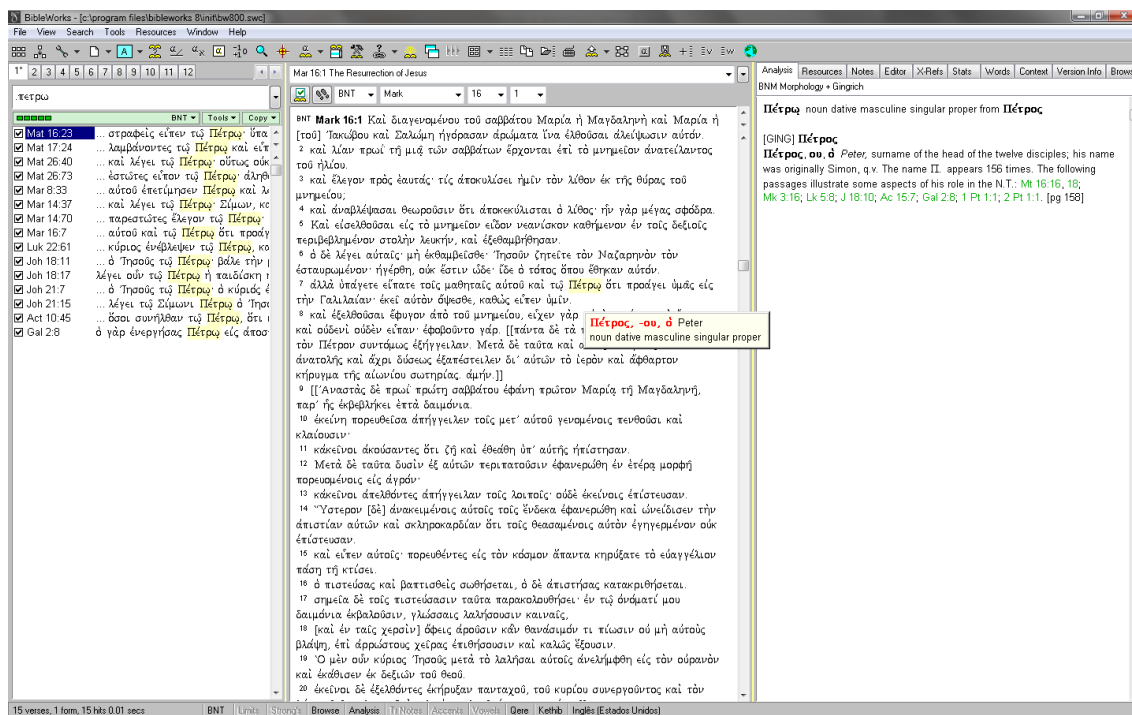 BibleWorks - [c:\program files\bibleworks 8\init\bw800.swc]
File View Search Tools Resources Window Help
1* 2 3 4 5 6 7 8 9 10 11 12
.πετρω
BNT Tools Copy
Mat 16:23 ... στραφεὶς εἶπεν τῷ Πέτρῳ· ὕπα
Mat 17:24 ... λαμβάνοντες τῷ Πέτρῳ καὶ εἶπ
Mat 26:40 ... καὶ λέγει τῷ Πέτρῳ· οὕτως οὐκ
Mat 26:73 ... ἑστῶτες εἶπον τῷ Πέτρῳ· ἀληθ
Mar 8:33 ... αὐτοῦ ἐπετίμησεν Πέτρῳ καὶ λε
Mar 14:37 ... καὶ λέγει τῷ Πέτρῳ· Σίμων, κα
Mar 14:70 ... παρεστῶτες ἔλεγον τῷ Πέτρῳ·
Mar 16:7 ... αὐτοῦ καὶ τῷ Πέτρῳ ὅτι προάγ
Luk 22:61 ... κύριος ἐνέβλεψεν τῷ Πέτρῳ, κα
Joh 18:11 ... ὁ Ἰησοῦς τῷ Πέτρῳ· βάλε τὴν μ
Joh 18:17 λέγει οὖν τῷ Πέτρῳ ἡ παιδίσκη ἡ
Joh 21:7 ... ὁ Ἰησοῦς τῷ Πέτρῳ· ὁ κύριός ἐ
Joh 21:15 ... λέγει τῷ Σίμωνι Πέτρῳ ὁ Ἰησο
Act 10:45 ... ὅσοι συνῆλθαν τῷ Πέτρῳ, ὅτι κ
Gal 2:8 ὁ γὰρ ἐνεργήσας Πέτρῳ εἰς ἀποσ
Mar 16:1 The Resurrection of Jesus
BNT Mark 16 1
BNT Mark 16:1 Καὶ διαγενομένου τοῦ σαββάτου Μαρία ἡ Μαγδαληνὴ καὶ Μαρία ἡ
[τοῦ] Ἰακώβου καὶ Σαλώμη ἠγόρασαν ἀρώματα ἵνα ἐλθοῦσαι ἀλείψωσιν αὐτόν.
2 καὶ λίαν πρωῒ τῇ μιᾷ τῶν σαββάτων ἔρχονται ἐπὶ τὸ μνημεῖον ἀνατείλαντος
τοῦ ἡλίου.
3 καὶ ἔλεγον πρὸς ἑαυτάς· τίς ἀποκυλίσει ἡμῖν τὸν λίθον ἐκ τῆς θύρας τοῦ
μνημείου;
4 καὶ ἀναβλέψασαι θεωροῦσιν ὅτι ἀποκεκύλισται ὁ λίθος· ἦν γὰρ μέγας σφόδρα.
5 Καὶ εἰσελθοῦσαι εἰς τὸ μνημεῖον εἶδον νεανίσκον καθήμενον ἐν τοῖς δεξιοῖς
περιβεβλημένον στολὴν λευκήν, καὶ ἐξεθαμβήθησαν.
6 ὁ δὲ λέγει αὐταῖς· μὴ ἐκθαμβεῖσθε· Ἰησοῦν ζητεῖτε τὸν Ναζαρηνὸν τὸν
ἐσταυρωμένον· ἠγέρθη, οὐκ ἔστιν ὧδε· ἴδε ὁ τόπος ὅπου ἔθηκαν αὐτόν.
7 ἀλλὰ ὑπάγετε εἴπατε τοῖς μαθηταῖς αὐτοῦ καὶ τῷ Πέτρῳ ὅτι προάγει ὑμᾶς εἰς
τὴν Γαλιλαίαν· ἐκεῖ αὐτὸν ὄψεσθε, καθὼς εἶπεν ὑμῖν.
8 καὶ ἐξελθοῦσαι ἔφυγον ἀπὸ τοῦ μνημείου, εἶχεν γὰρ
καὶ οὐδενὶ οὐδὲν εἶπαν· ἐφοβοῦντο γάρ. [[πάντα δὲ τὰ
τὸν Πέτρον συντόμως ἐξήγγειλαν. Μετὰ δὲ ταῦτα καὶ
ἀνατολῆς καὶ ἄχρι δύσεως ἐξαπέστειλεν δι᾽ αὐτῶν τὸ ἱερὸν καὶ ἄφθαρτον
κήρυγμα τῆς αἰωνίου σωτηρίας. ἀμήν.]]
9 [[Ἀναστὰς δὲ πρωῒ πρώτῃ σαββάτου ἐφάνη πρῶτον Μαρίᾳ τῇ Μαγδαληνῇ,
παρ᾽ ἧς ἐκβεβλήκει ἑπτὰ δαιμόνια.
10 ἐκείνη πορευθεῖσα ἀπήγγειλεν τοῖς μετ᾽ αὐτοῦ γενομένοις πενθοῦσι καὶ
κλαίουσιν·
11 κἀκεῖνοι ἀκούσαντες ὅτι ζῇ καὶ ἐθεάθη ὑπ᾽ αὐτῆς ἠπίστησαν.
12 Μετὰ δὲ ταῦτα δυσὶν ἐξ αὐτῶν περιπατοῦσιν ἐφανερώθη ἐν ἑτέρᾳ μορφῇ
πορευομένοις εἰς ἀγρόν·
13 κἀκεῖνοι ἀπελθόντες ἀπήγγειλαν τοῖς λοιποῖς· οὐδὲ ἐκείνοις ἐπίστευσαν.
14 Ὕστερον [δὲ] ἀνακειμένοις αὐτοῖς τοῖς ἕνδεκα ἐφανερώθη καὶ ὠνείδισεν τὴν
ἀπιστίαν αὐτῶν καὶ σκληροκαρδίαν ὅτι τοῖς θεασαμένοις αὐτὸν ἐγηγερμένον οὐκ
ἐπίστευσαν.
15 καὶ εἶπεν αὐτοῖς· πορευθέντες εἰς τὸν κόσμον ἅπαντα κηρύξατε τὸ εὐαγγέλιον
πάσῃ τῇ κτίσει.
16 ὁ πιστεύσας καὶ βαπτισθεὶς σωθήσεται, ὁ δὲ ἀπιστήσας κατακριθήσεται.
17 σημεῖα δὲ τοῖς πιστεύσασιν ταῦτα παρακολουθήσει· ἐν τῷ ὀνόματί μου
δαιμόνια ἐκβαλοῦσιν, γλώσσαις λαλήσουσιν καιναῖς,
18 [καὶ ἐν ταῖς χερσὶν] ὄφεις ἀροῦσιν κἂν θανάσιμόν τι πίωσιν οὐ μὴ αὐτοὺς
βλάψῃ, ἐπὶ ἀρρώστους χεῖρας ἐπιθήσουσιν καὶ καλῶς ἕξουσιν.
19 Ὁ μὲν οὖν κύριος Ἰησοῦς μετὰ τὸ λαλῆσαι αὐτοῖς ἀνελήμφθη εἰς τὸν οὐρανὸν
καὶ ἐκάθισεν ἐκ δεξιῶν τοῦ θεοῦ.
20 ἐκεῖνοι δὲ ἐξελθόντες ἐκήρυξαν πανταχοῦ, τοῦ κυρίου συνεργοῦντος καὶ τὸν
Πέτρος, -ου, ὁ Peter
noun dative masculine singular proper
Analysis Resources Notes Editor X-Refs Stats Words Context Version Info Brows
BNM Morphology + Gingrich
Πέτρῳ noun dative masculine singular proper from Πέτρος
[GING] Πέτρος
Πέτρος, ου, ὁ Peter, surname of the head of the twelve disciples; his name
was originally Simon, q.v. The name Π. appears 156 times. The following
passages illustrate some aspects of his role in the N.T.: Mt 16:16, 18;
Mk 3:16; Lk 5:8; J 18:10; Ac 15:7; Gal 2:8; 1 Pt 1:1; 2 Pt 1:1. [pg 158]
15 verses, 1 form, 15 hits 0.01 secs BNT Limits Strong's Browse Analysis Tr Notes Accents Vowels Qere Kethib Inglês (Estados Unidos)